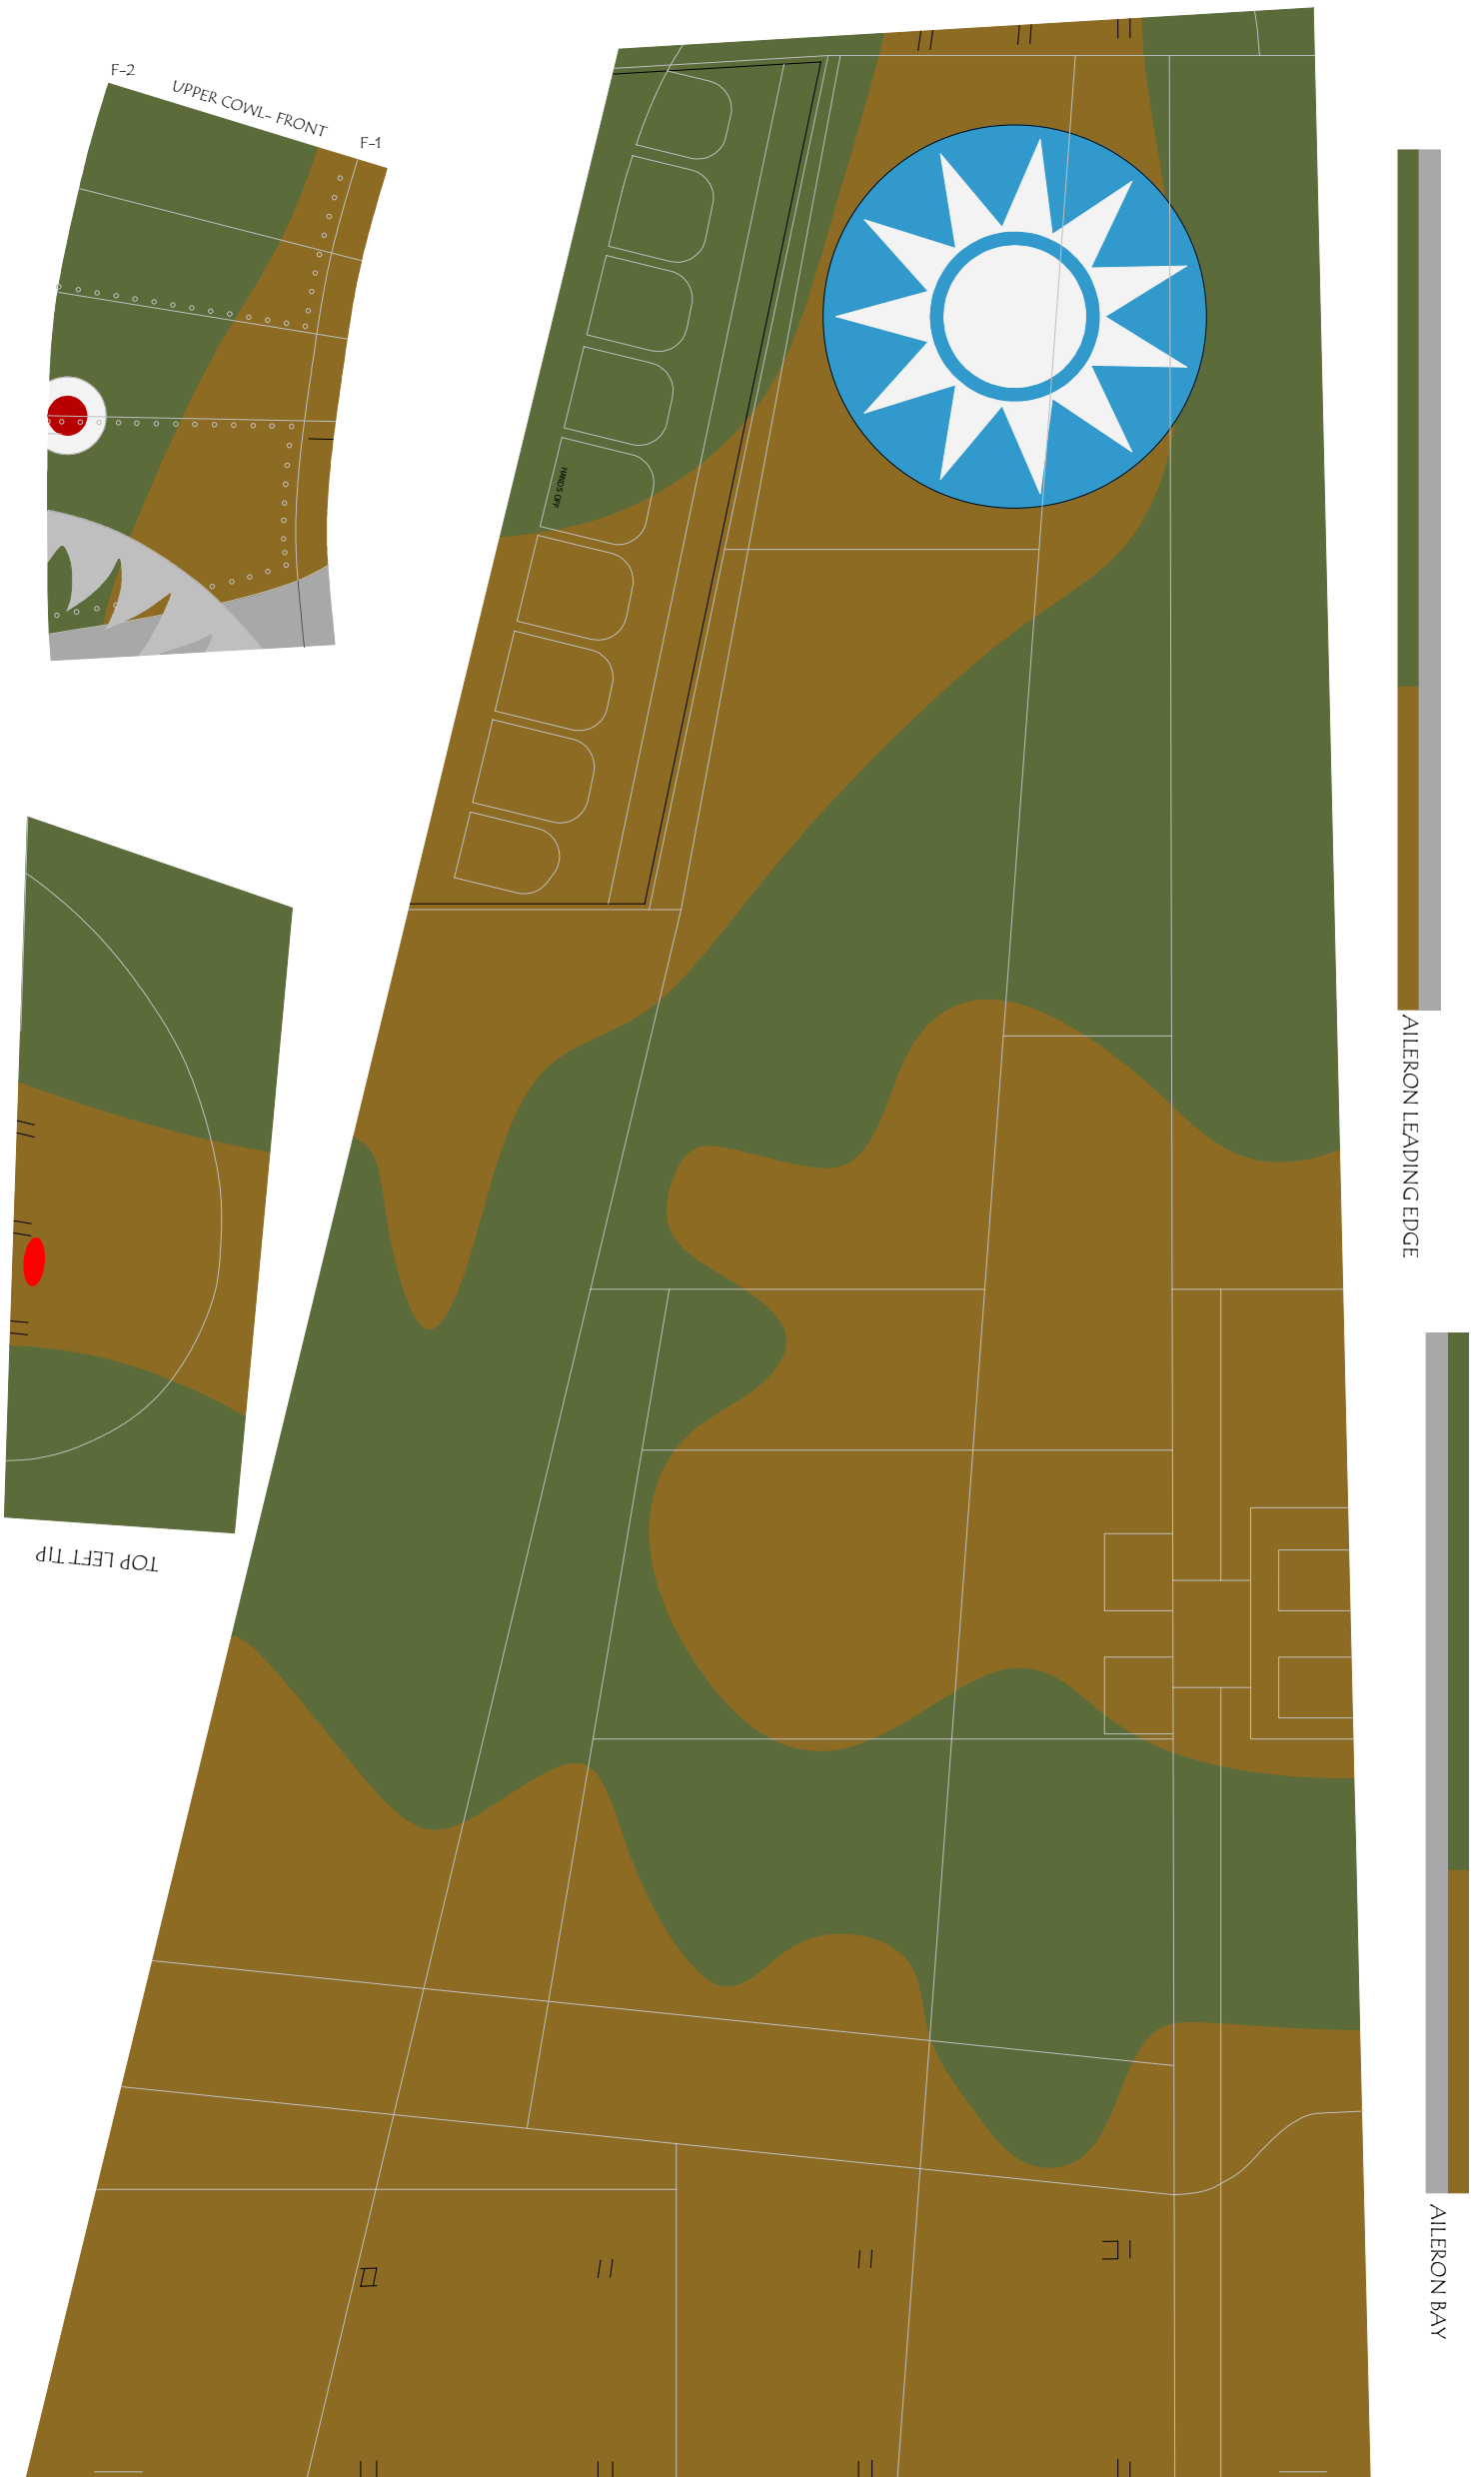 F-2
UPPER COWL- FRONT
F-1
HANDS OFF
AILERON LEADING EDGE
TOP LEFT TIP
AILERON BAY